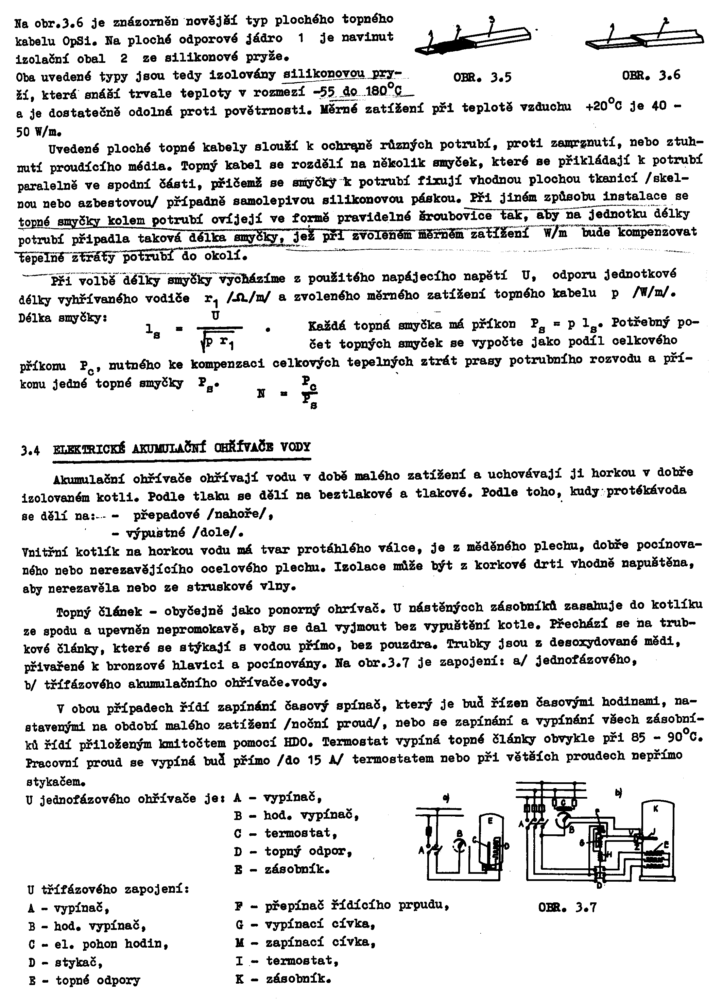 Na obr.3.6 je znázorněn novější typ plochého topného
kabelu OpSi. Na ploché odporové jádro 1 je navinut
izolační obal 2 ze silikonové pryže.
Oba uvedené typy jsou tedy izolovány silikonovou pry-
ží, která snáší trvale teploty v rozmezí -55 do 180°C
1 2 3
OBR. 3.5
1 2
OBR. 3.6
a je dostatečně odolná proti povětrnosti. Měrné zatížení při teplotě vzduchu +20°C je 40 -
50 W/m.
Uvedené ploché topné kabely slouží k ochraně různých potrubí, proti zamrznutí, nebo ztuh-
nutí proudícího média. Topný kabel se rozdělí na několik smyček, které se přikládají k potrubí
paralelně ve spodní části, přičemž se smyčky k potrubí fixují vhodnou plochou tkanicí /skel-
nou nebo azbestovou/ případně samolepivou silikonovou páskou. Při jiném způsobu instalace se
topné smyčky kolem potrubí ovíjejí ve formě pravidelné šroubovice tak, aby na jednotku délky
potrubí připadla taková délka smyčky, jež při zvoleném měrném zatížení W/m bude kompenzovat
tepelné ztráty potrubí do okolí.
Při volbě délky smyčky vycházíme z použitého napájecího napětí U, odporu jednotkové
délky vyhřívaného vodiče r₁ /Ω/m/ a zvoleného měrného zatížení topného kabelu p /W/m/.
Délka smyčky:
l_s = U / √(p r₁) .
Každá topná smyčka má příkon P_s = p l_s. Potřebný po-
čet topných smyček se vypočte jako podíl celkového
příkonu P_c, nutného ke kompenzaci celkových tepelných ztrát prasy potrubního rozvodu a pří-
konu jedné topné smyčky P_s.
N = P_c / P_s
3.4 ELEKTRICKÉ AKUMULAČNÍ OHŘÍVAČE VODY
Akumulační ohřívače ohřívají vodu v době malého zatížení a uchovávají ji horkou v dobře
izolovaném kotli. Podle tlaku se dělí na beztlakové a tlakové. Podle toho, kudy protékávoda
se dělí na: - přepadové /nahoře/,
- výpustné /dole/.
Vnitřní kotlík na horkou vodu má tvar protáhlého válce, je z měděného plechu, dobře pocínova-
ného nebo nerezavějícího ocelového plechu. Izolace může být z korkové drti vhodně napuštěna,
aby nerezavěla nebo ze struskové vlny.
Topný článek - obyčejně jako ponorný ohrívač. U nástěnýcch zásobníků zasahuje do kotlíku
ze spodu a upevněn nepromokavě, aby se dal vyjmout bez vypuštění kotle. Přechází se na trub-
kové články, které se stýkají s vodou přímo, bez pouzdra. Trubky jsou z desoxydované mědi,
přivařené k bronzové hlavici a pocínovány. Na obr.3.7 je zapojení: a/ jednofázového,
b/ třífázového akumulačního ohřívače.vody.
V obou případech řídí zapínání časový spínač, který je buď řízen časovými hodinami, na-
stavenými na období malého zatížení /noční proud/, nebo se zapínání a vypínání všech zásobní-
ků řídí přiloženým kmitočtem pomocí HDO. Termostat vypíná topné články obvykle při 85 - 90°C.
Pracovní proud se vypíná buď přímo /do 15 A/ termostatem nebo při větších proudech nepřímo
stykačem.
U jednofázového ohřívače je: A - vypínač,
B - hod. vypínač,
C - termostat,
D - topný odpor,
E - zásobník.
a) A B C D E
b) A B C G H D V J Z E K
OBR. 3.7
U třífázového zapojení:
A - vypínač,
B - hod. vypínač,
C - el. pohon hodin,
D - stykač,
E - topné odpory
F - přepínač řídícího prpudu,
G - vypínací cívka,
M - zapínací cívka,
I - termostat,
K - zásobník.